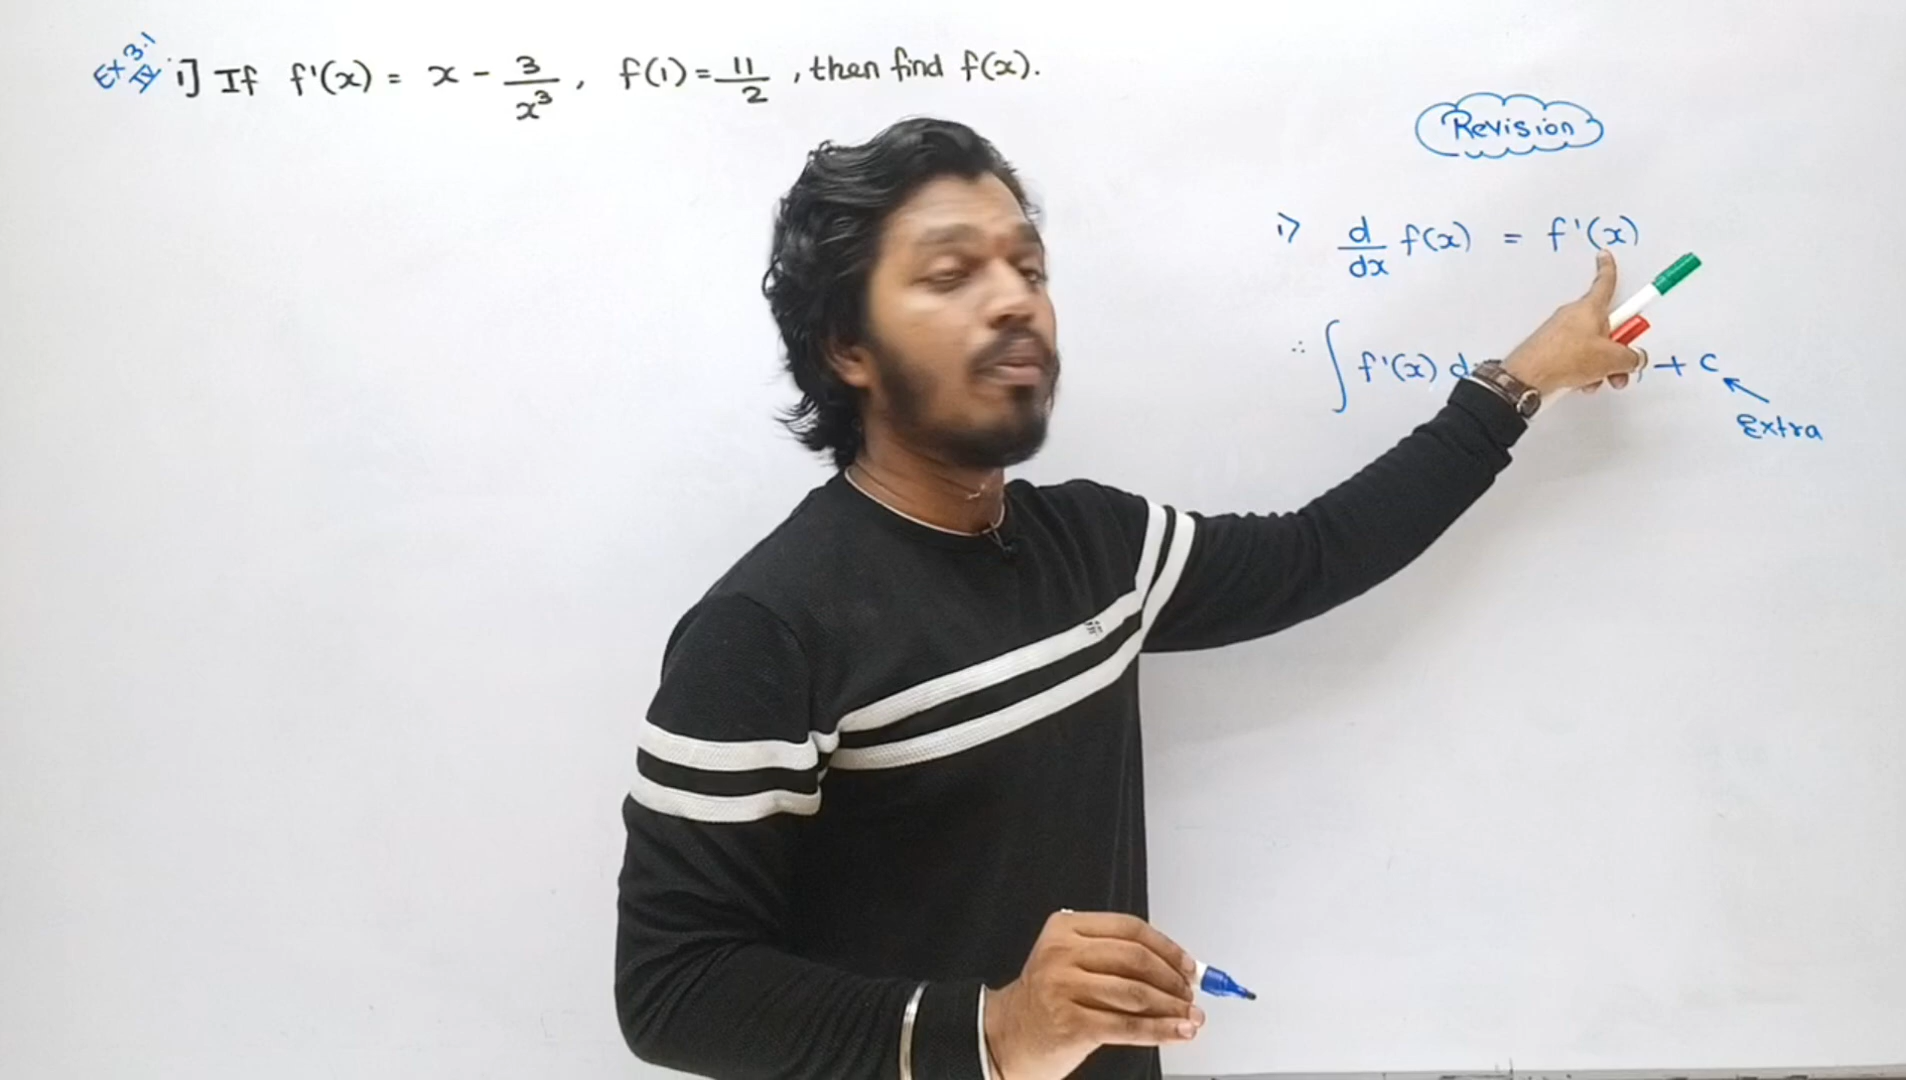 Ex 3.1
IV i] If f'(x) = x - 3/x³ , f(1) = 11/2 , then find f(x).
Revision
i) d/dx f(x) = f'(x)
∴ ∫ f'(x) d ) + c
Extra